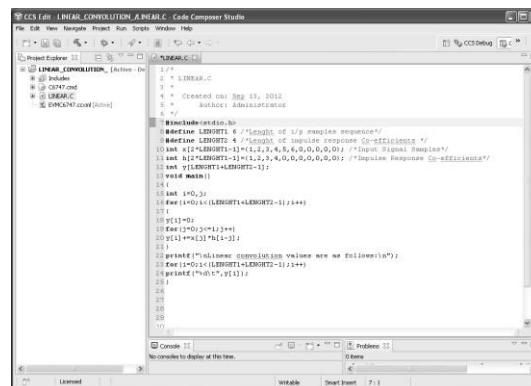 CCS Edit - LINEAR_CONVOLUTION_/LINEAR.C - Code Composer Studio
File Edit View Navigate Project Run Scripts Window Help
CCS Debug
Project Explorer
*LINEAR.C
LINEAR_CONVOLUTION_ [Active - De
Includes
C6747.cmd
LINEAR.C
EVMC6747.ccxml [Active]
1 /*
2 * LINEAR.C
3 *
4 * Created on: Sep 13, 2012
5 * Author: Administrator
6 */
7 #include<stdio.h>
8 #define LENGHT1 6 /*Lenght of i/p samples sequence*/
9 #define LENGHT2 4 /*Lenght of impulse response Co-efficients */
10 int x[2*LENGHT1-1]={1,2,3,4,5,6,0,0,0,0,0}; /*Input Signal Samples*/
11 int h[2*LENGHT1-1]={1,2,3,4,0,0,0,0,0,0,0}; /*Impulse Response Co-efficients*/
12 int y[LENGHT1+LENGHT2-1];
13 void main()
14 {
15 int i=0,j;
16 for(i=0;i<(LENGHT1+LENGHT2-1);i++)
17 {
18 y[i]=0;
19 for(j=0;j<=i;j++)
20 y[i]+=x[j]*h[i-j];
21 }
22 printf("\nLinear convolution values are as follows:\n");
23 for(i=0;i<(LENGHT1+LENGHT2-1);i++)
24 printf("%d\t",y[i]);
25 }
26
27
28
29
30
Console
Problems
No consoles to display at this time.
0 items
Licensed
Writable
Smart Insert
7 : 1